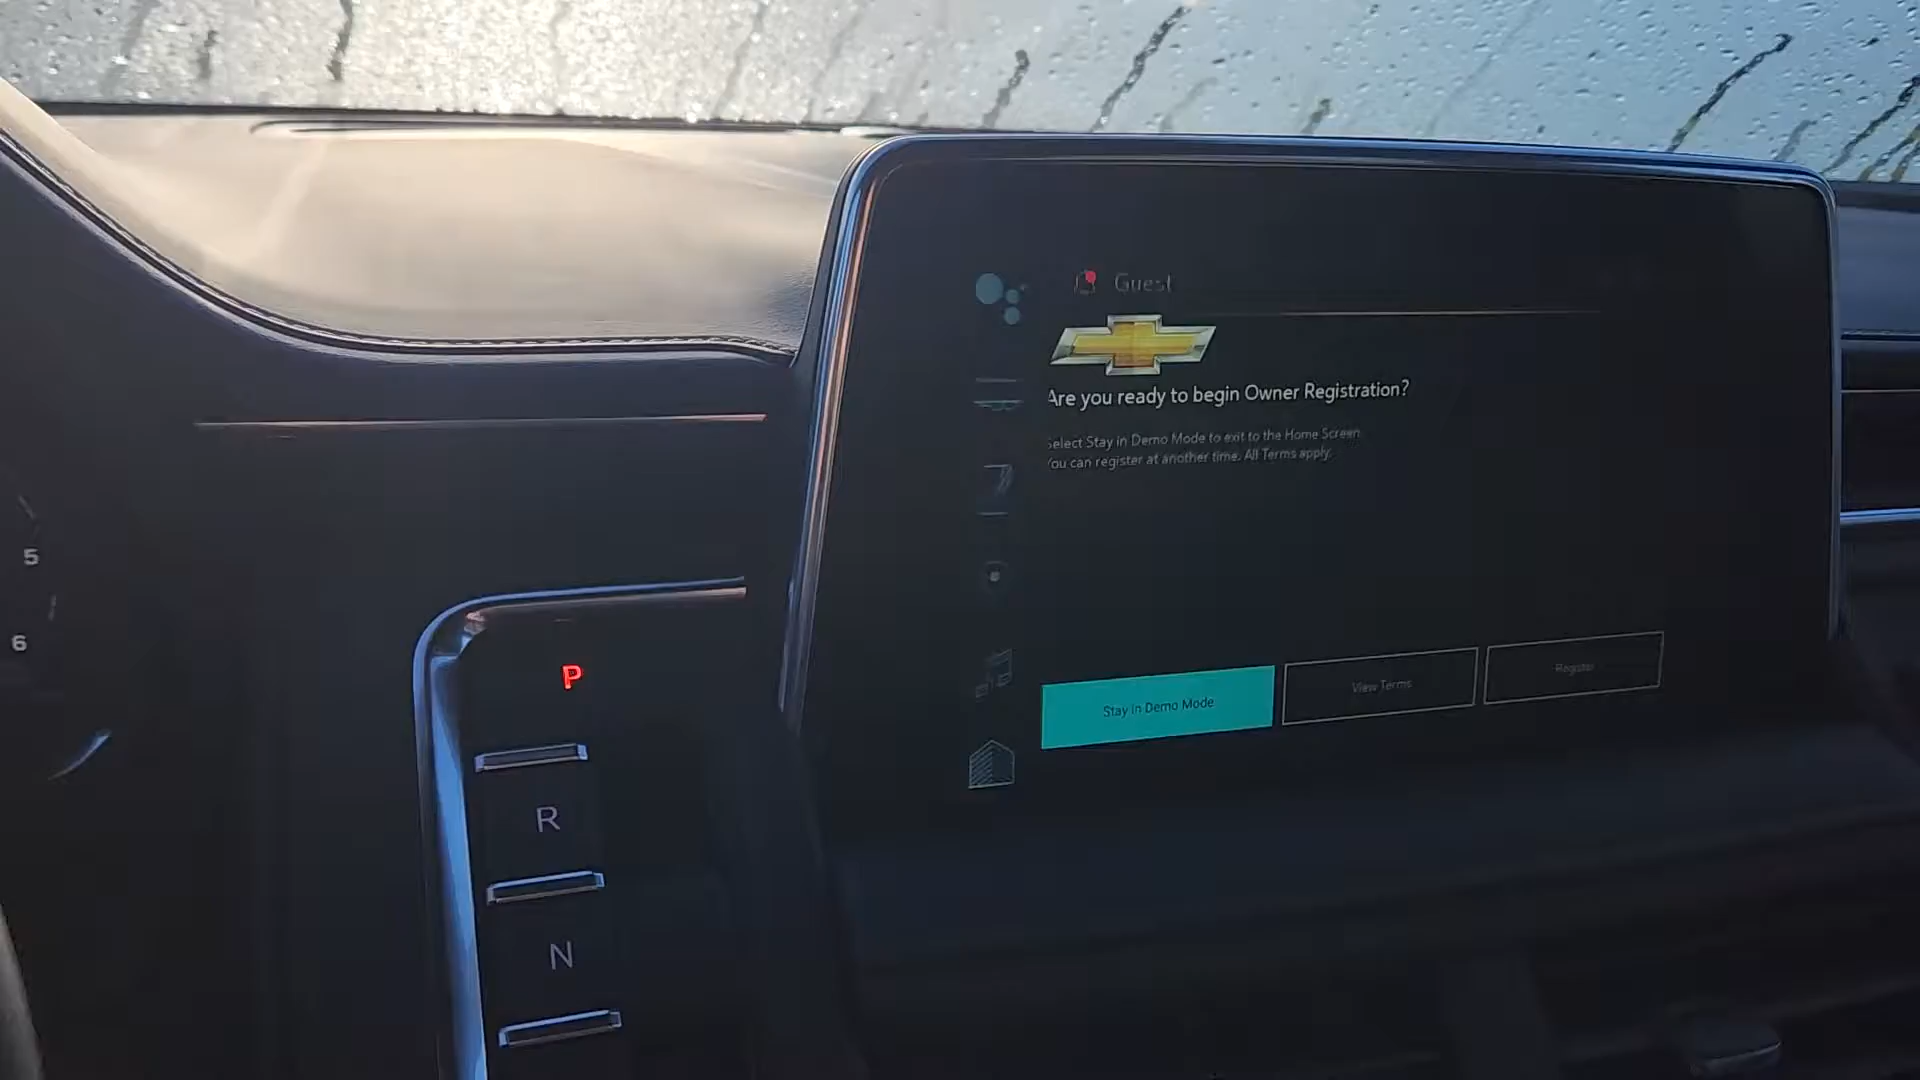 Guest
Are you ready to begin Owner Registration?
Select Stay in Demo Mode to exit to the Home Screen.
You can register at another time. All Terms apply.
Stay in Demo Mode
View Terms
Register
5
6
P
R
N